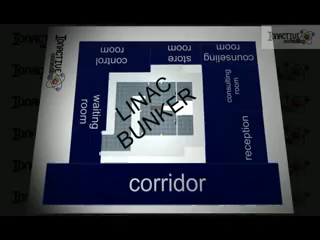 control
room
store
room
counseling
room
consulting
room
waiting
room
LINAC
BUNKER
reception
corridor